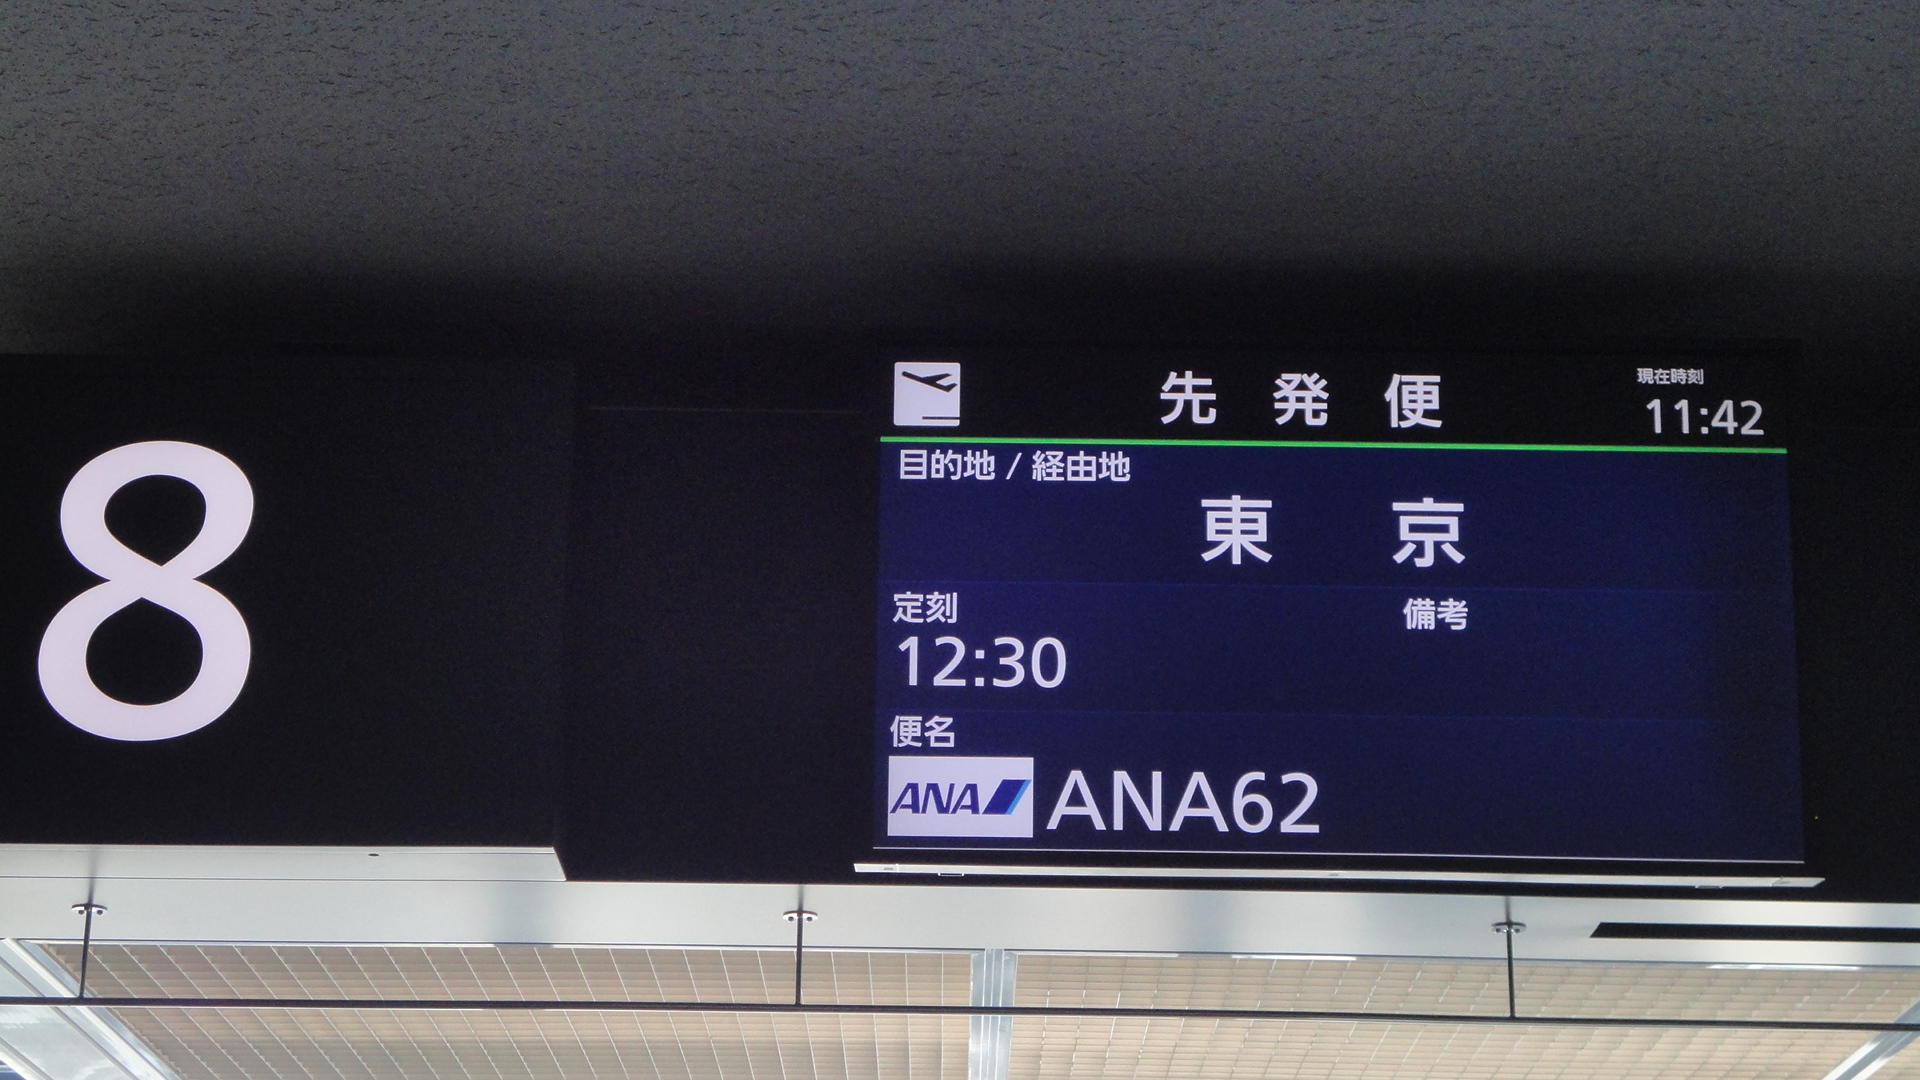 8
先発便
現在時刻
11:42
目的地 / 経由地
東京
定刻
備考
12:30
便名
ANA ANA62